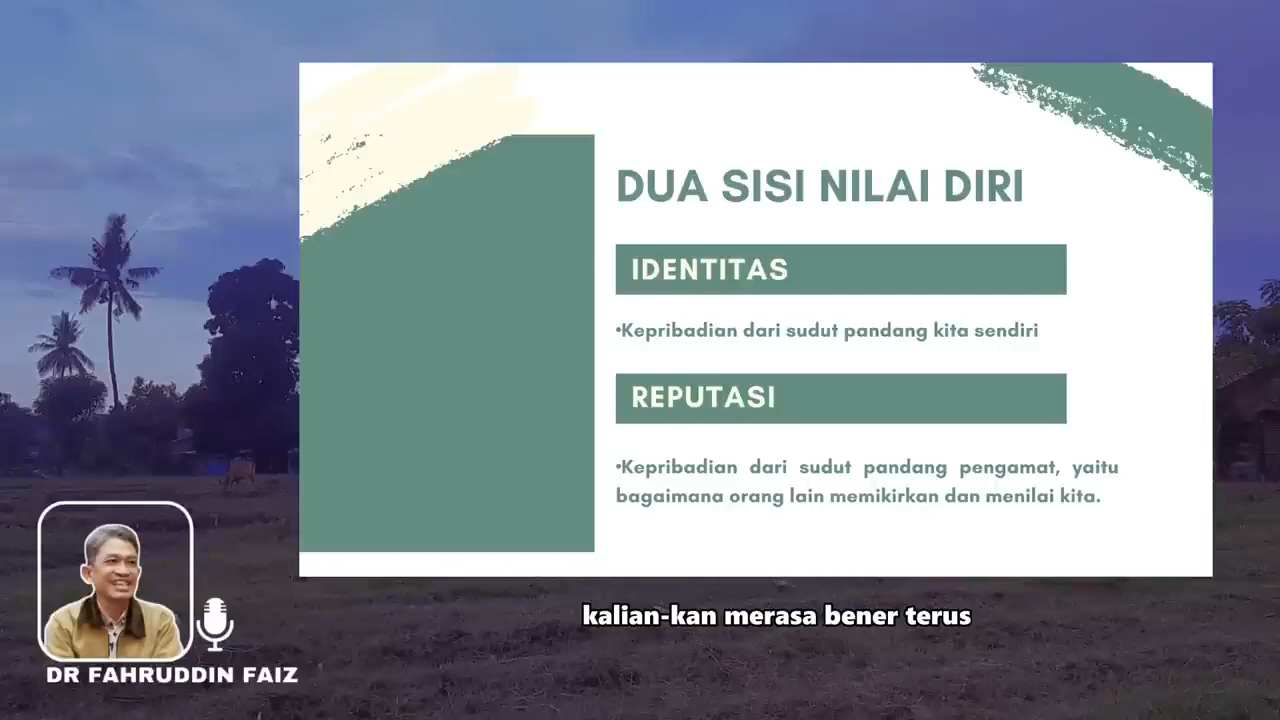 DUA SISI NILAI DIRI
IDENTITAS
•Kepribadian dari sudut pandang kita sendiri
REPUTASI
•Kepribadian dari sudut pandang pengamat, yaitu
bagaimana orang lain memikirkan dan menilai kita.
kalian-kan merasa bener terus
DR FAHRUDDIN FAIZ